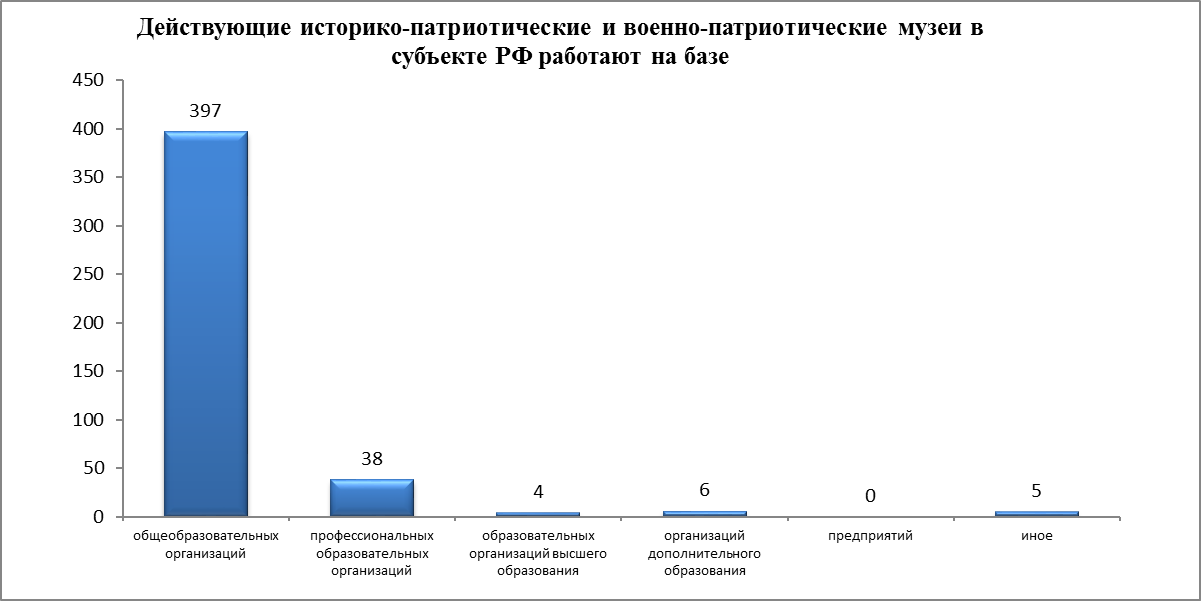 Действующие историко-патриотические и военно-патриотические музеи в
субъекте РФ работают на базе
450
400
350
300
250
200
150
100
50
0
397
38
4
6
0
5
общеобразовательных
организаций
профессиональных
образовательных
организаций
образовательных
организаций высшего
образования
организаций
дополнительного
образования
предприятий
иное